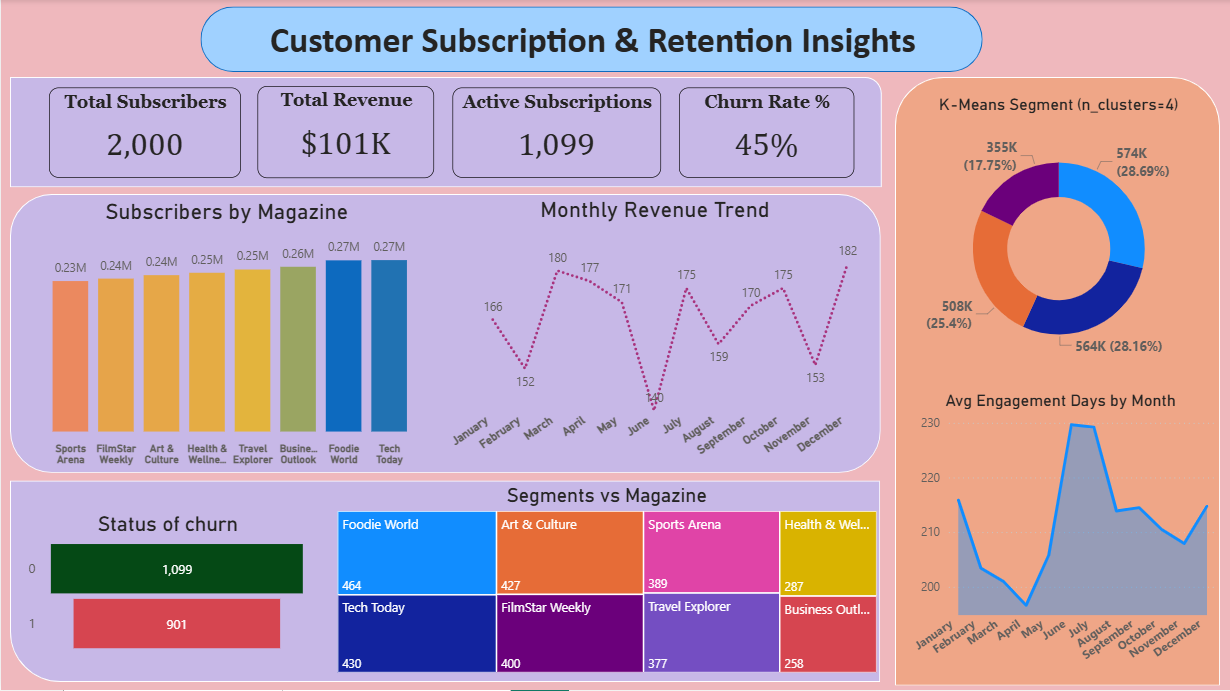 Customer Subscription & Retention Insights
Total Subscribers
2,000
Total Revenue
$101K
Active Subscriptions
1,099
Churn Rate %
45%
Subscribers by Magazine
0.23M
0.24M
0.24M
0.25M
0.25M
0.26M
0.27M
0.27M
Sports
Arena
FilmStar
Weekly
Art &
Culture
Health &
Wellne...
Travel
Explorer
Busine...
Outlook
Foodie
World
Tech
Today
Monthly Revenue Trend
166
152
180
177
171
140
175
159
170
175
153
182
January
February
March
April
May
June
July
August
September
October
November
December
Status of churn
0
1,099
1
901
Segments vs Magazine
Foodie World
464
Art & Culture
427
Sports Arena
389
Health & Wel...
287
Tech Today
430
FilmStar Weekly
400
Travel Explorer
377
Business Outl...
258
K-Means Segment (n_clusters=4)
355K
(17.75%)
574K
(28.69%)
508K
(25.4%)
564K (28.16%)
Avg Engagement Days by Month
230
220
210
200
January
February
March
April
May
June
July
August
September
October
November
December